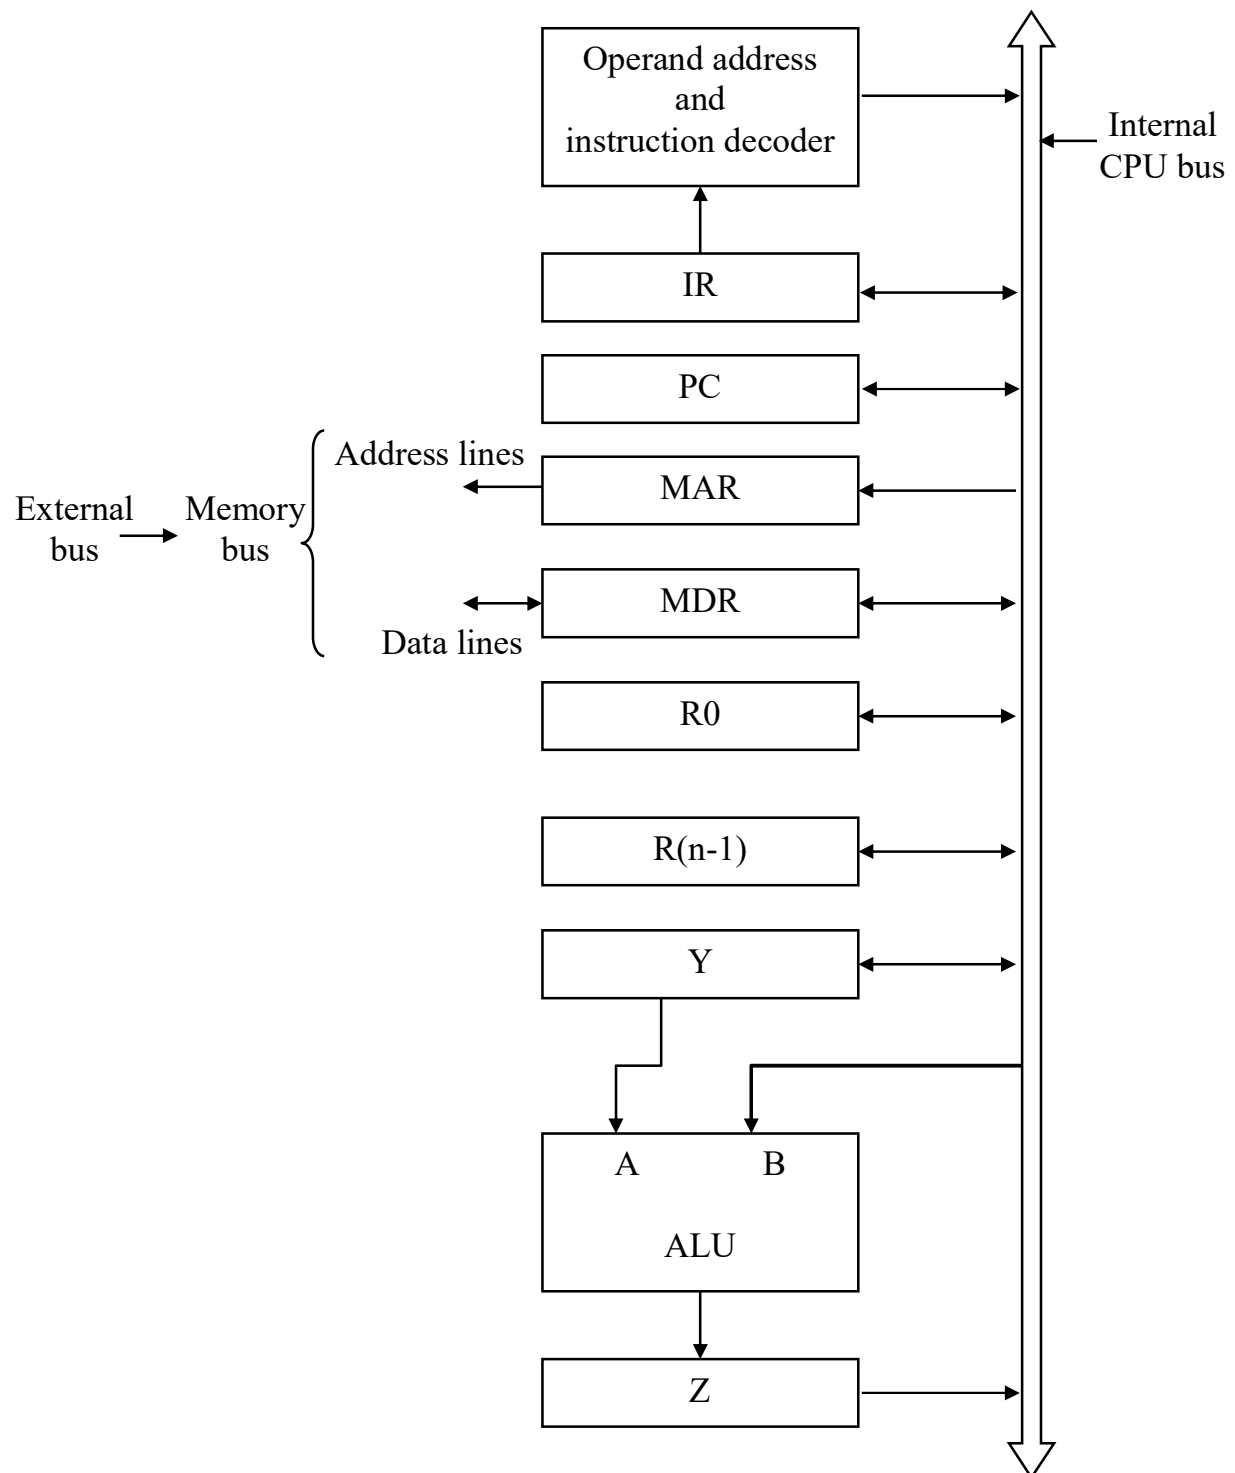 Operand address
and
instruction decoder
Internal
CPU bus
IR
PC
Address lines
MAR
External
bus
Memory
bus
MDR
Data lines
R0
R(n-1)
Y
A
B
ALU
Z